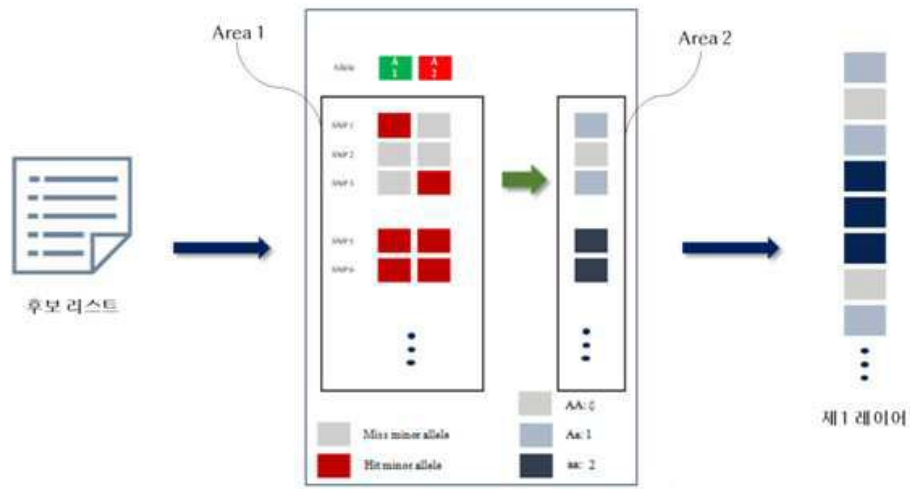 Area 1
Area 2
Allele
A 1
A 2
SNP 1
SNP 2
SNP 3
SNP 5
SNP 6
후보 리스트
Miss minor allele
Hit minor allele
AA: 0
Aa: 1
aa: 2
제1 레이어